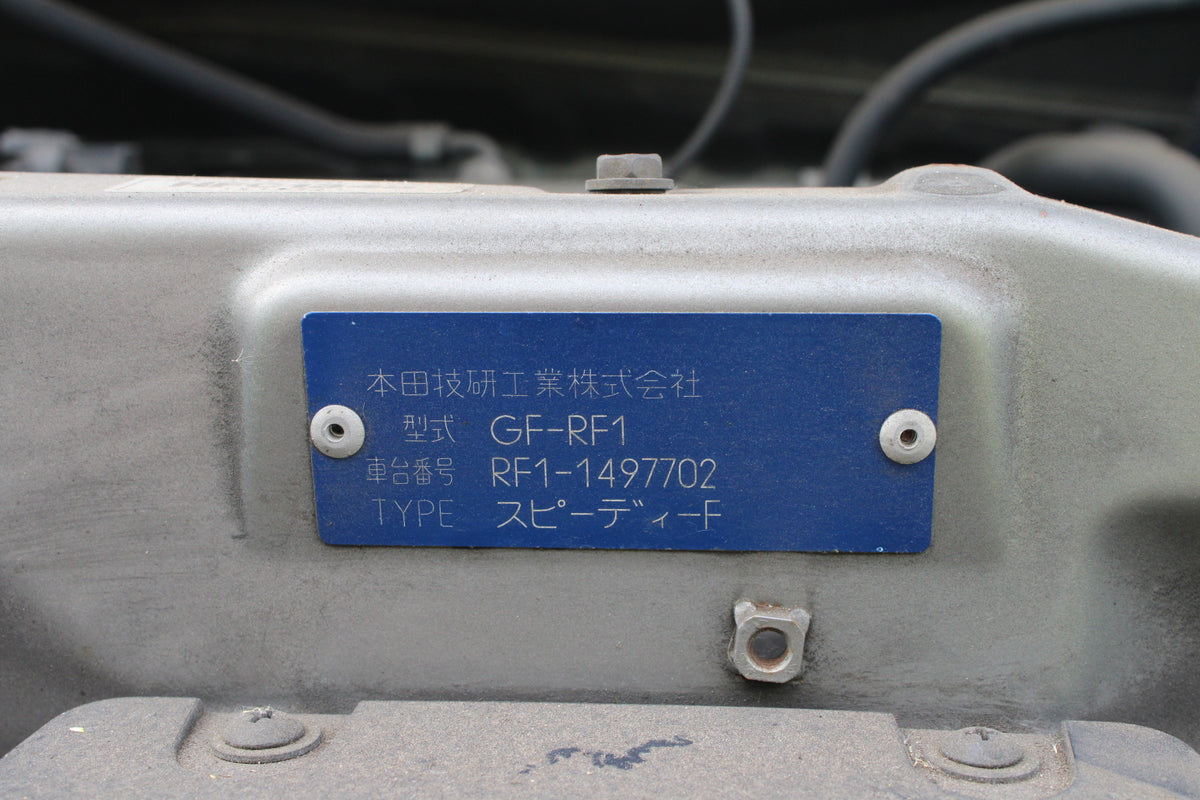 本田技研工業株式会社
型式 GF-RF1
車台番号 RF1-1497702
TYPE スピーディーF